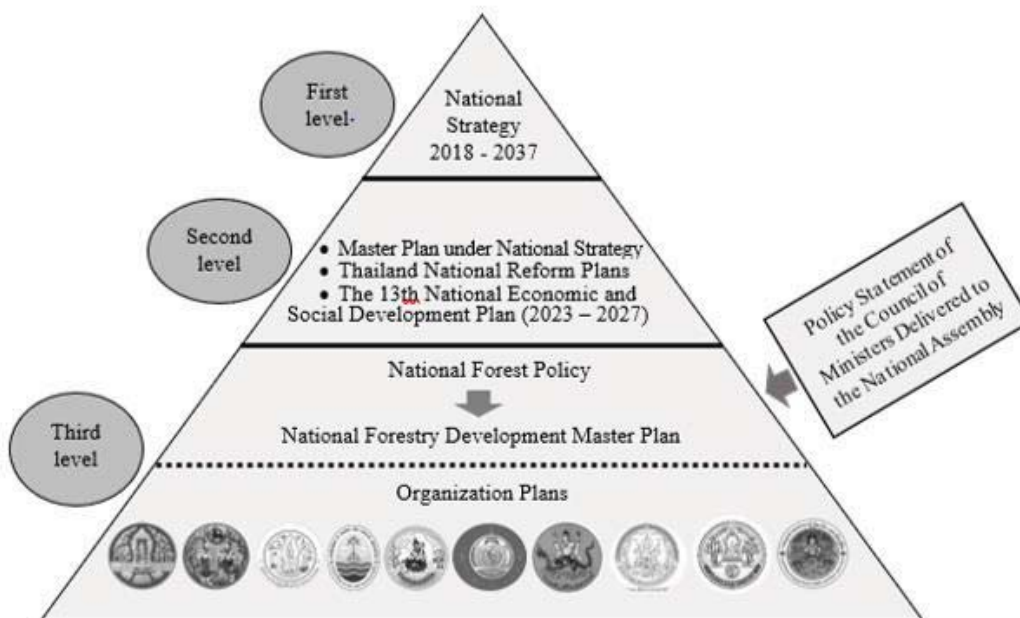 First
level-
National
Strategy
2018 - 2037
Second
level
• Master Plan under National Strategy
• Thailand National Reform Plans
• The 13th National Economic and
Social Development Plan (2023 – 2027)
Policy Statement of
the Council of
Ministers Delivered to
the National Assembly
Third
level
National Forest Policy
National Forestry Development Master Plan
Organization Plans